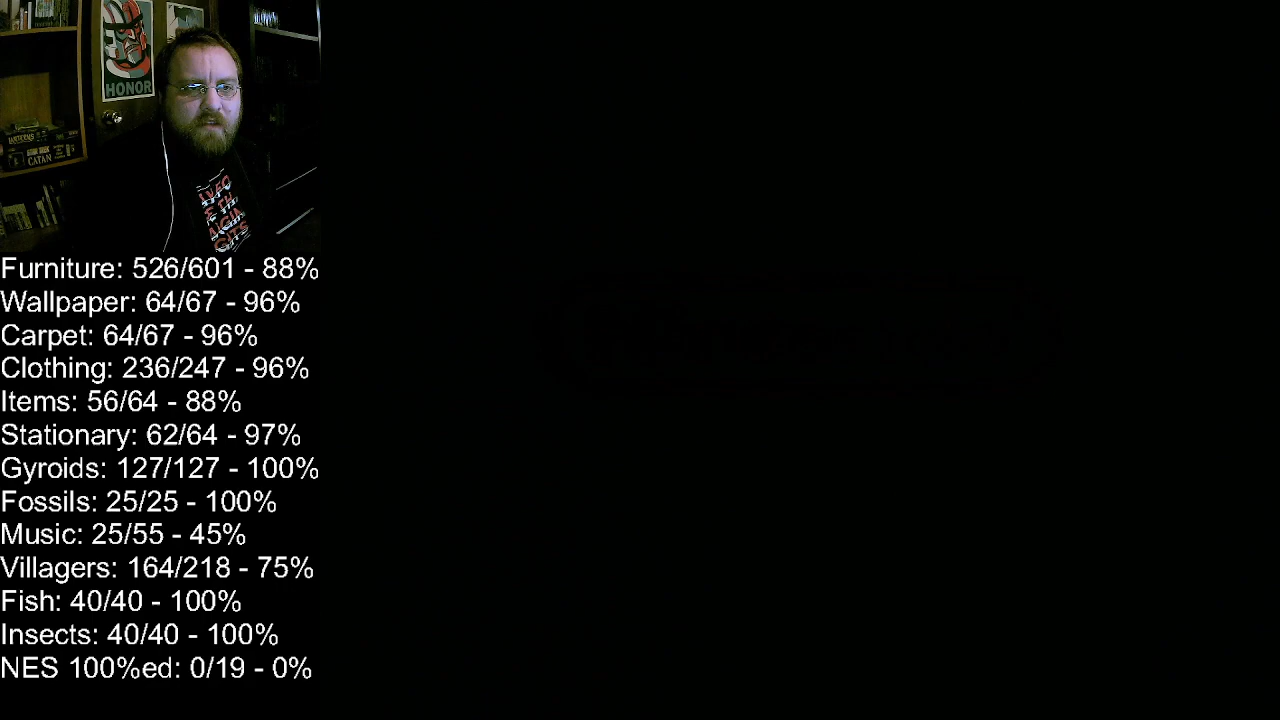 HONOR
CATAN
Furniture: 526/601 - 88%
Wallpaper: 64/67 - 96%
Carpet: 64/67 - 96%
Clothing: 236/247 - 96%
Items: 56/64 - 88%
Stationary: 62/64 - 97%
Gyroids: 127/127 - 100%
Fossils: 25/25 - 100%
Music: 25/55 - 45%
Villagers: 164/218 - 75%
Fish: 40/40 - 100%
Insects: 40/40 - 100%
NES 100%ed: 0/19 - 0%